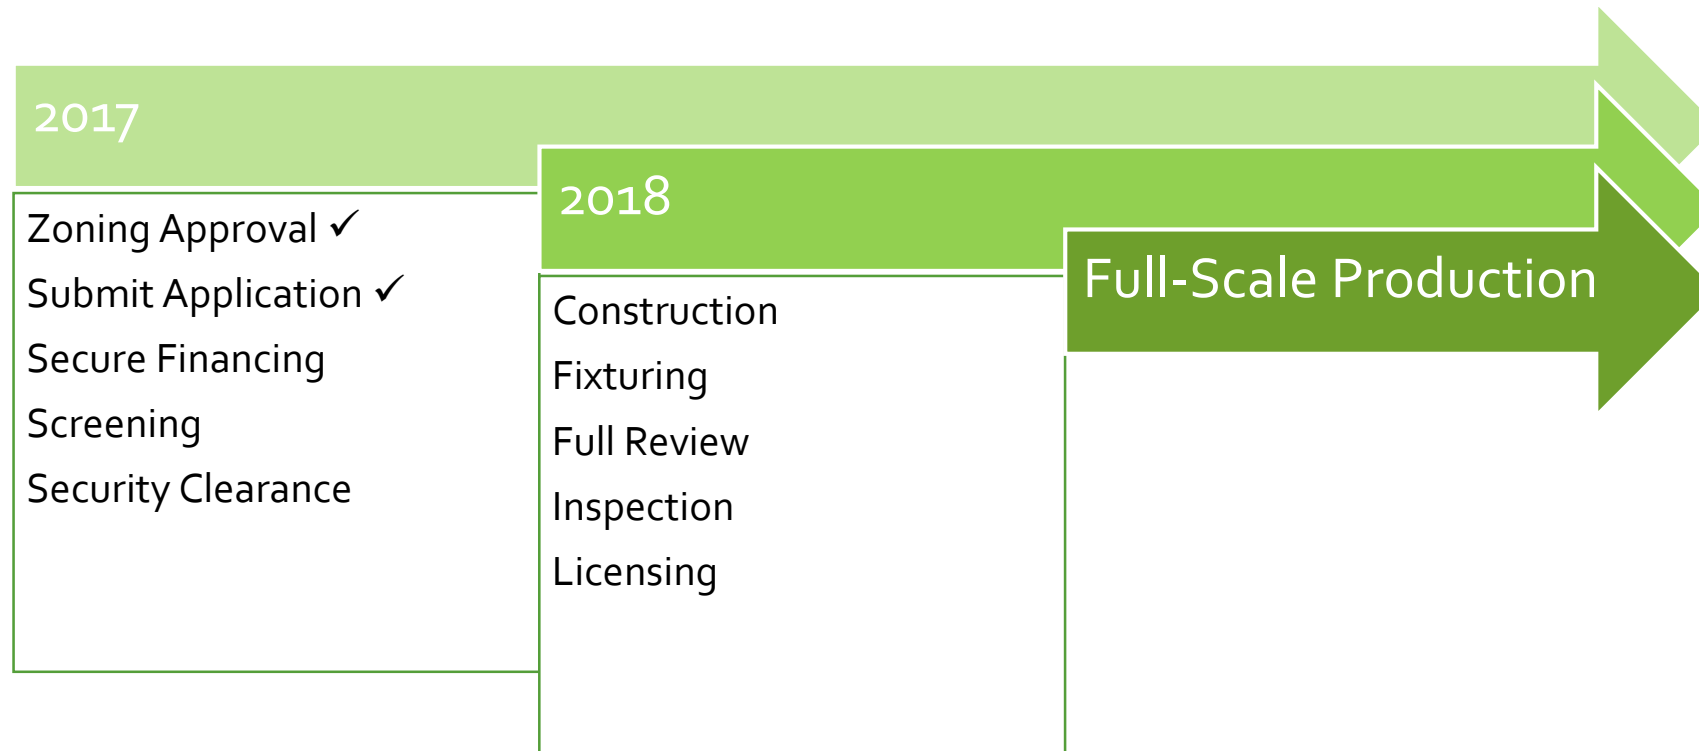 2017
Zoning Approval ✓
Submit Application ✓
Secure Financing
Screening
Security Clearance
2018
Construction
Fixturing
Full Review
Inspection
Licensing
Full-Scale Production